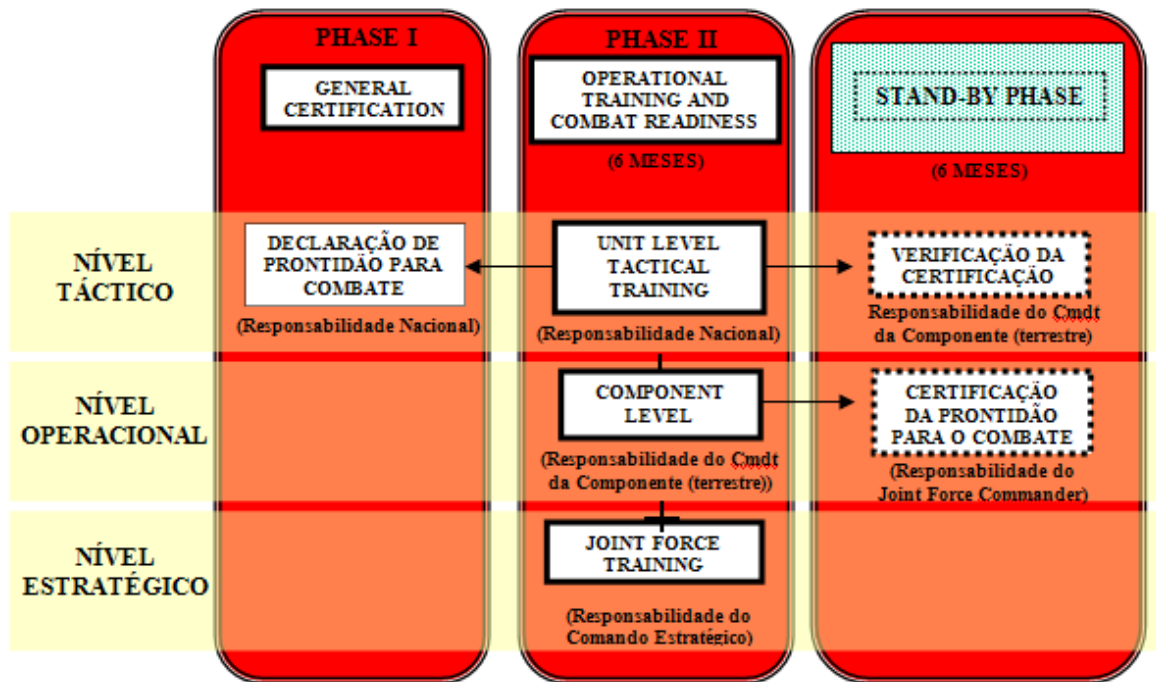 PHASE I
GENERAL
CERTIFICATION
PHASE II
OPERATIONAL
TRAINING AND
COMBAT READINESS
(6 MESES)
STAND-BY PHASE
(6 MESES)
NÍVEL
TÁCTICO
DECLARAÇÃO DE
PRONTIDÃO PARA
COMBATE
(Responsabilidade Nacional)
UNIT LEVEL
TACTICAL
TRAINING
(Responsabilidade Nacional)
VERIFICAÇÃO DA
CERTIFICAÇÃO
Responsabilidade do Cmdt
da Componente (terrestre)
NÍVEL
OPERACIONAL
COMPONENT
LEVEL
(Responsabilidade do Cmdt
da Componente (terrestre))
CERTIFICAÇÃO
DA PRONTIDÃO
PARA O COMBATE
(Responsabilidade do
Joint Force Commander)
NÍVEL
ESTRATÉGICO
JOINT FORCE
TRAINING
(Responsabilidade do
Comando Estratégico)